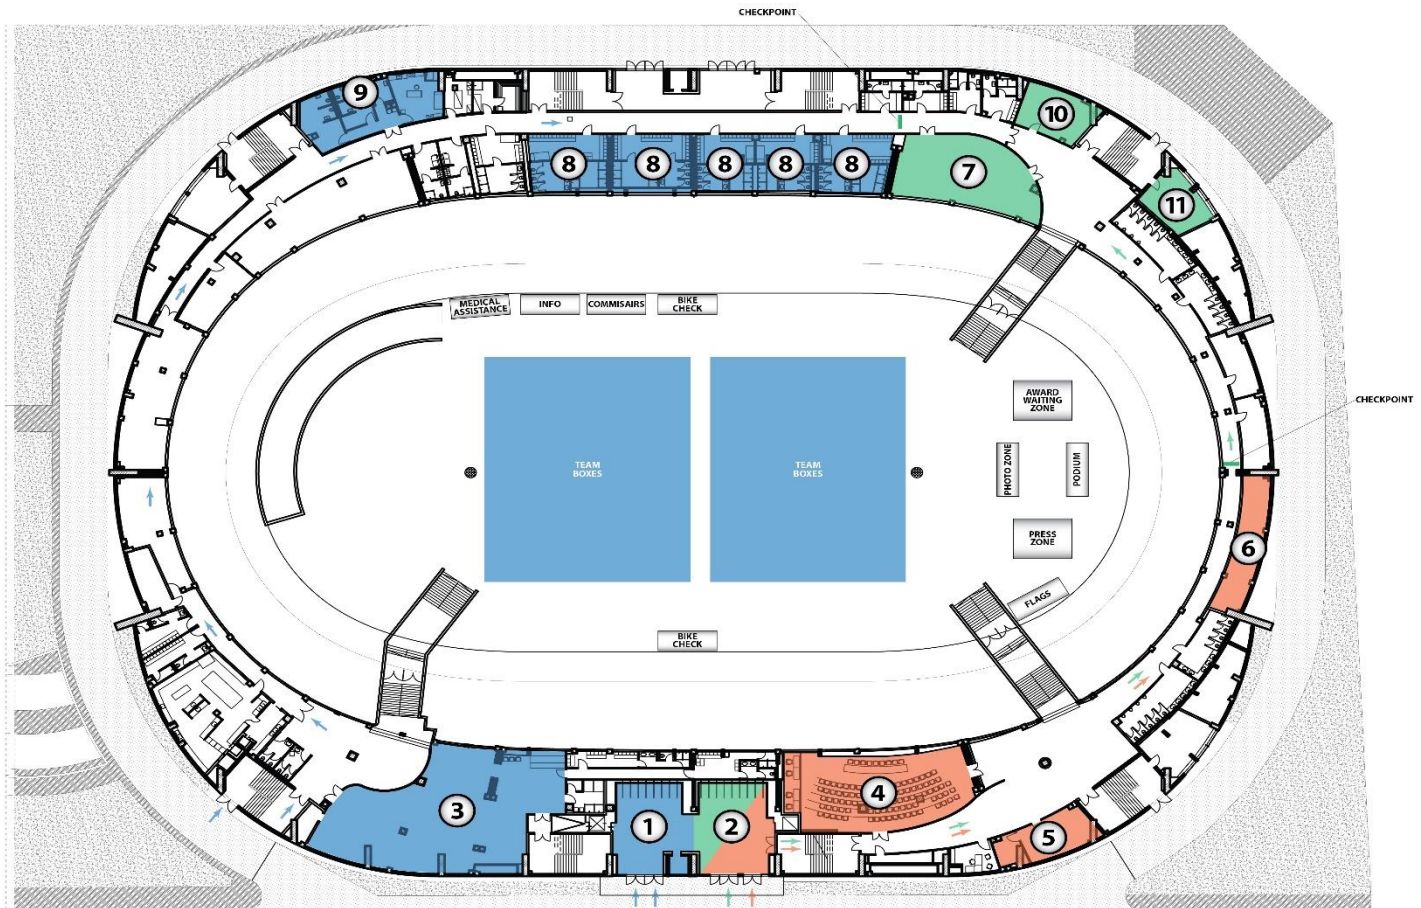 CHECKPOINT
9
10
8
8
8
8
8
7
11
MEDICAL
ASSISTANCE
INFO
COMMISAIRS
BIKE
CHECK
AWARD
WAITING
ZONE
CHECKPOINT
TEAM
BOXES
TEAM
BOXES
PHOTO ZONE
PODIUM
PRESS
ZONE
6
FLAGS
BIKE
CHECK
3
1
2
4
5